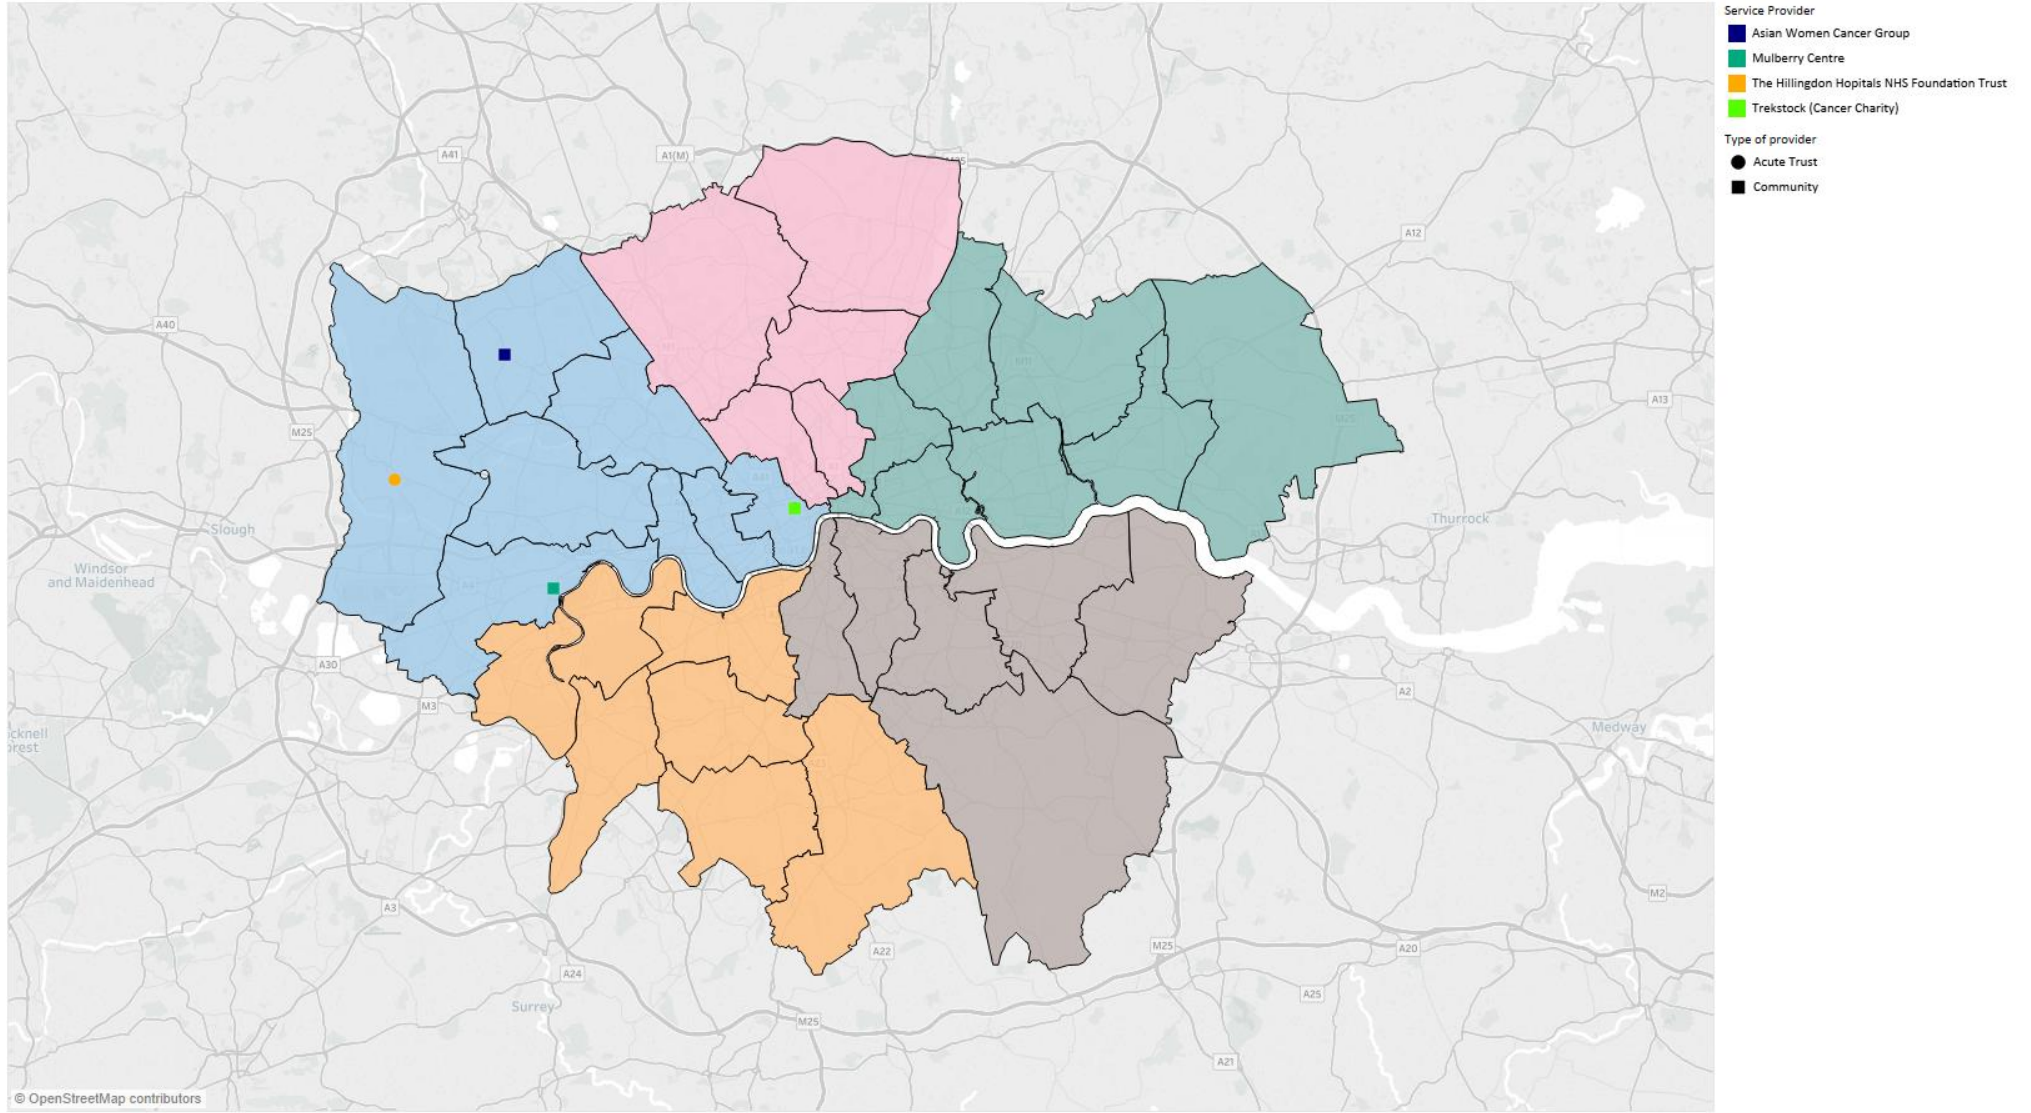 Service Provider
Asian Women Cancer Group
Mulberry Centre
The Hillingdon Hopitals NHS Foundation Trust
Trekstock (Cancer Charity)
Type of provider
Acute Trust
Community
A41
A1(M)
A12
A40
A13
M25
Slough
Thurrock
Windsor
and Maidenhead
A30
A2
M3
Medway
cknell
orest
M2
A3
A22
M25
A20
A24
A25
Surrey
M25
A21
© OpenStreetMap contributors